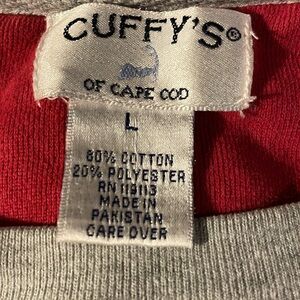 CUFFY'S®
OF CAPE COD
L
80% COTTON
20% POLYESTER
RN 119113
MADE IN
PAKISTAN
CARE OVER